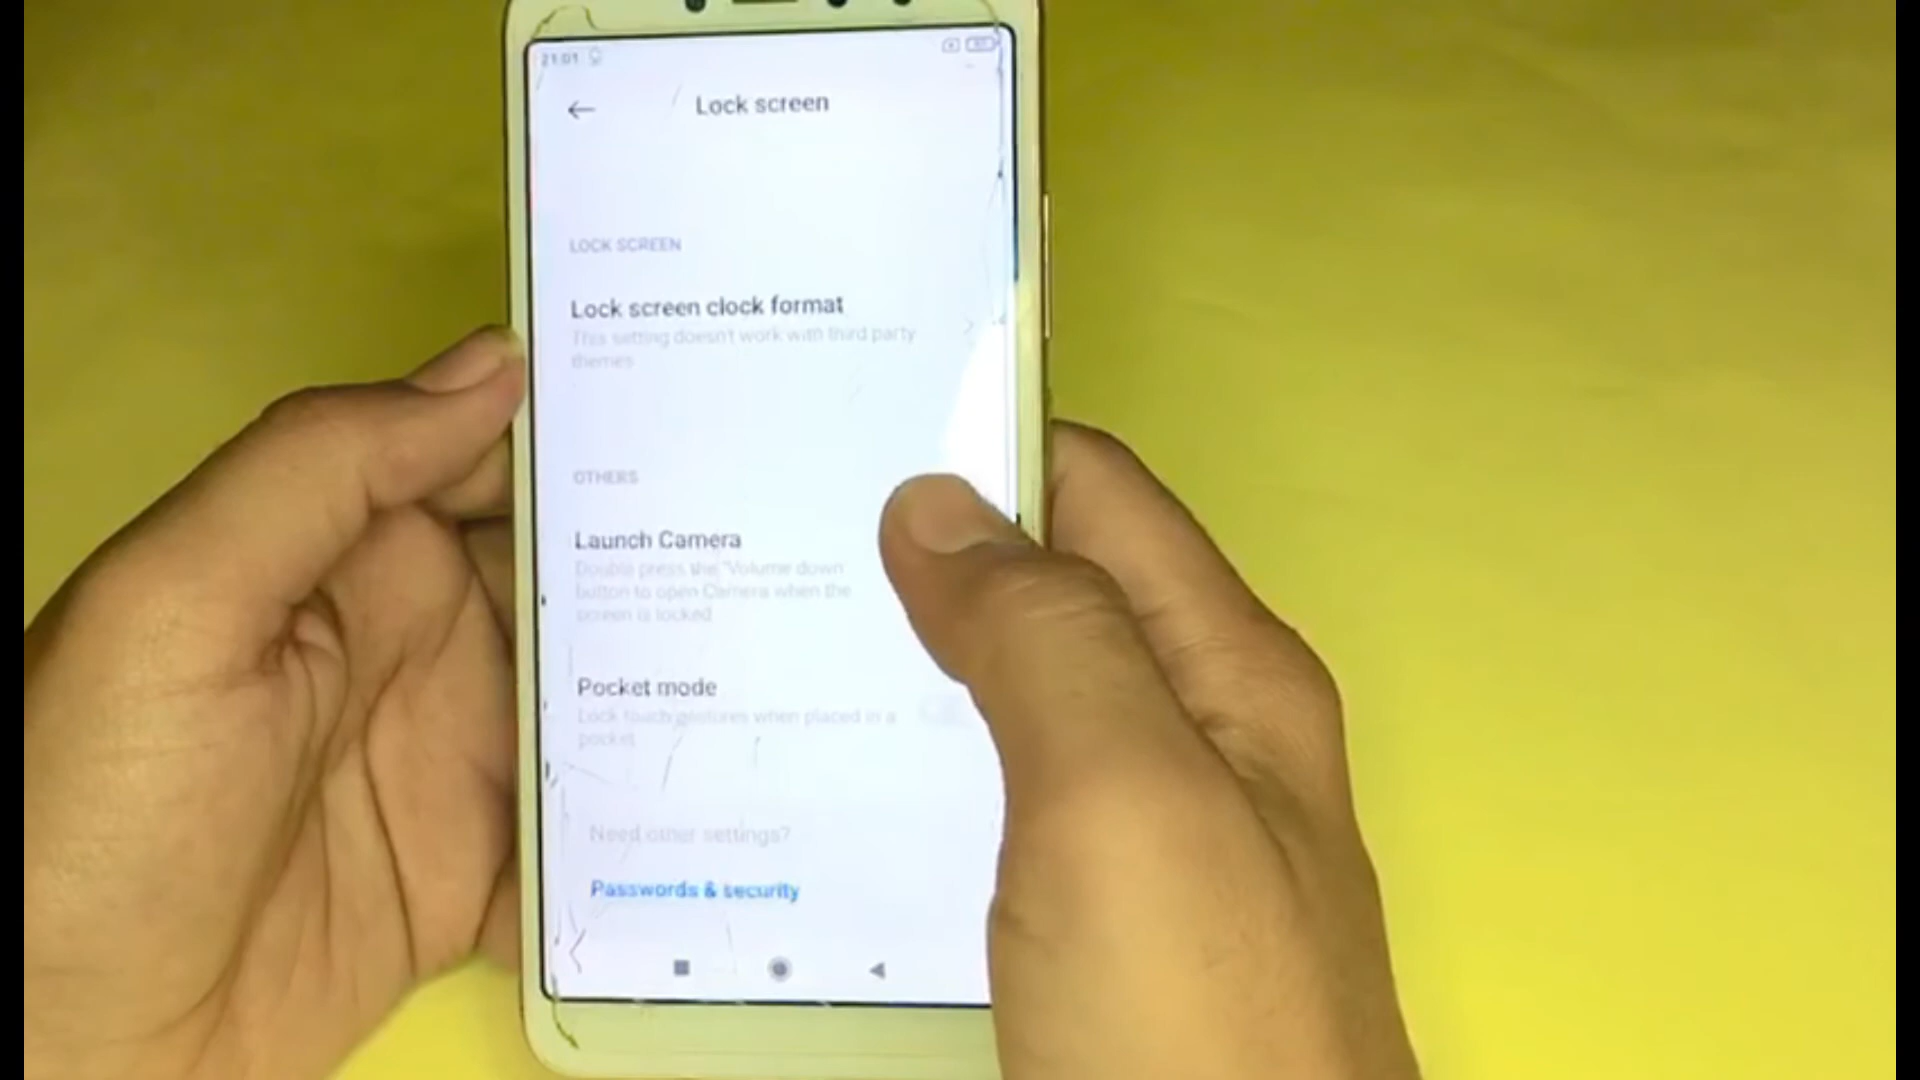 21:01
Lock screen
LOCK SCREEN
Lock screen clock format
This setting doesn't work with third party
themes
OTHERS
Launch Camera
Double press the "Volume down
button to open Camera when the
screen is locked
Pocket mode
Lock touch gestures when placed in a
pocket
Need other settings?
Passwords & security